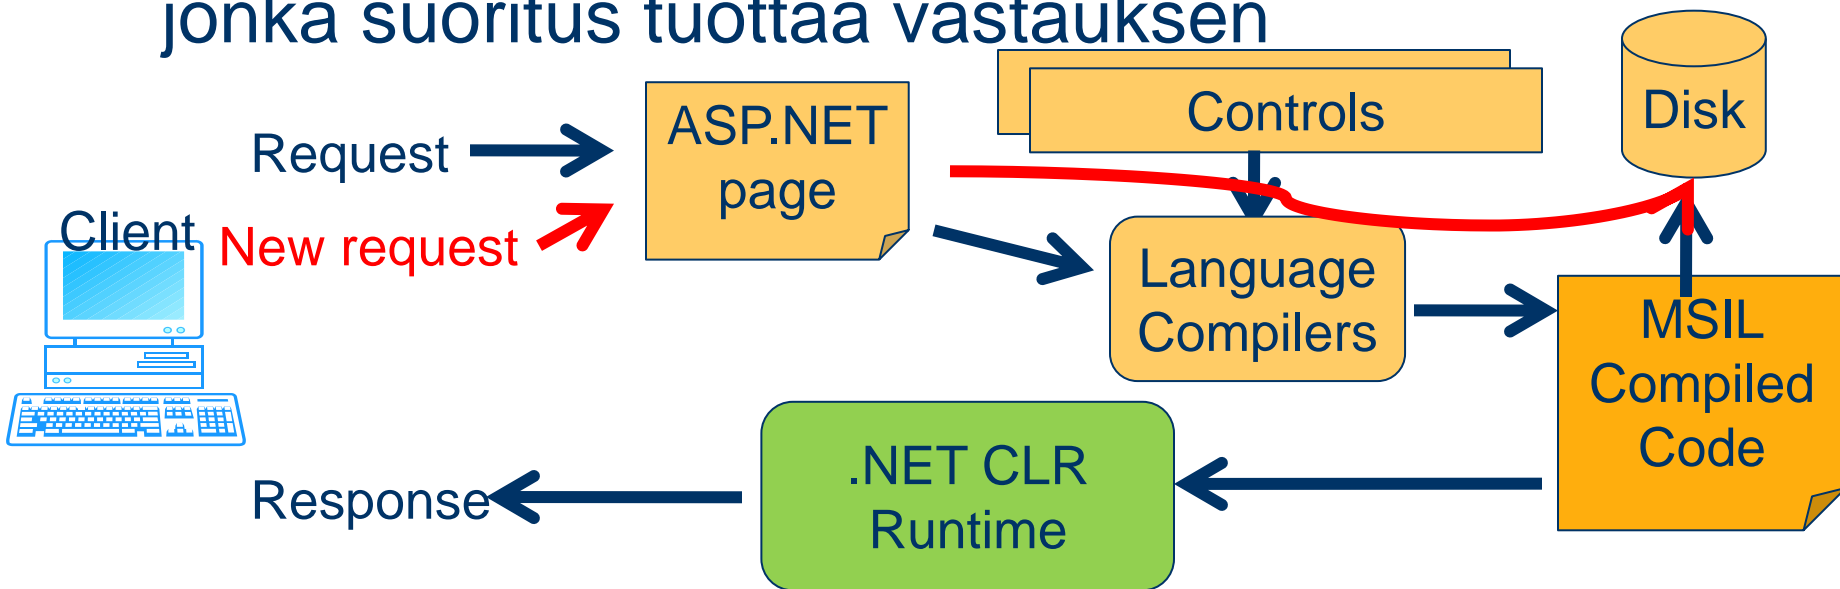 jonka suoritus tuottaa vastauksen
Controls
Disk
ASP.NET
page
Request
Client
New request
Language
Compilers
MSIL
Compiled
Code
.NET CLR
Runtime
Response